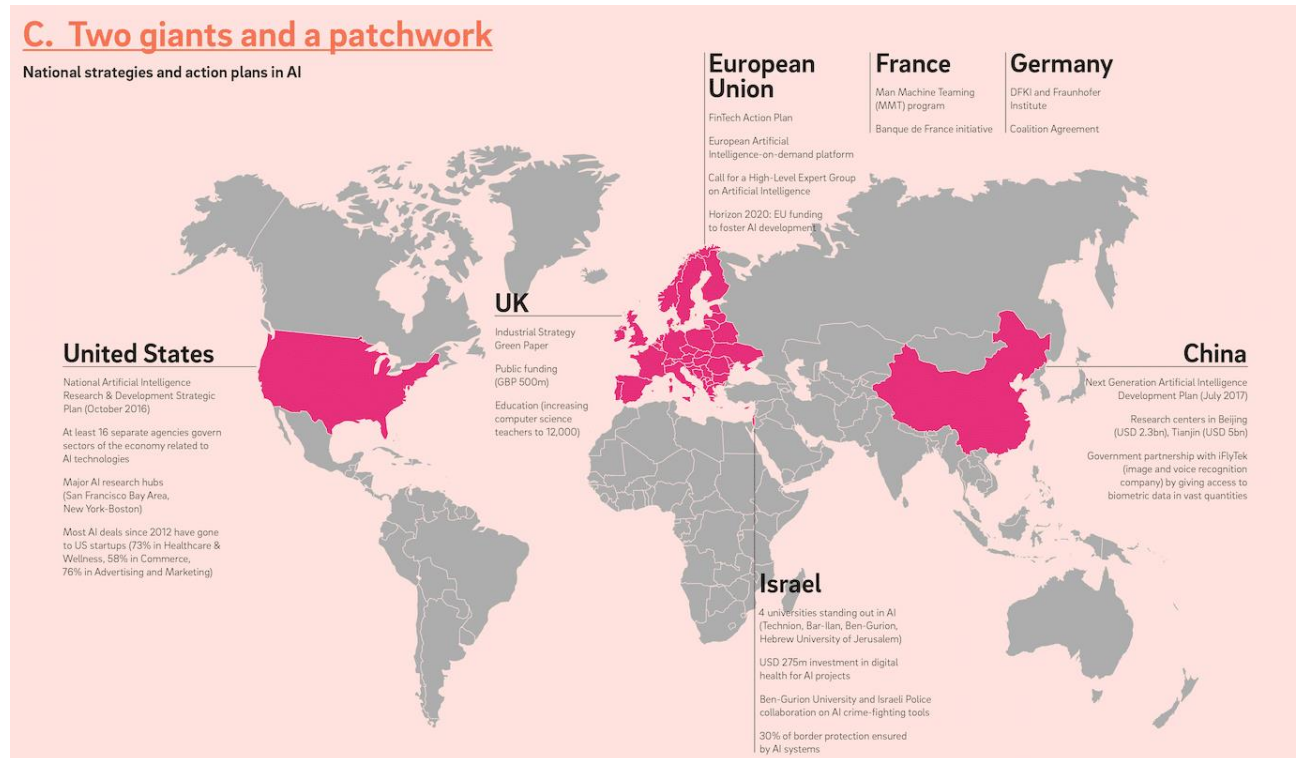 C. Two giants and a patchwork
National strategies and action plans in AI
European
Union
FinTech Action Plan
European Artificial
Intelligence-on-demand platform
Call for a High-Level Expert Group
on Artificial Intelligence
Horizon 2020: EU funding
to foster AI development
France
Man Machine Teaming
(MMT) program
Banque de France initiative
Germany
DFKI and Fraunhofer
Institute
Coalition Agreement
UK
Industrial Strategy
Green Paper
Public funding
(GBP 500m)
Education (increasing
computer science
teachers to 12,000)
United States
National Artificial Intelligence
Research & Development Strategic
Plan (October 2016)
At least 16 separate agencies govern
sectors of the economy related to
AI technologies
Major AI research hubs
(San Francisco Bay Area,
New York-Boston)
Most AI deals since 2012 have gone
to US startups (73% in Healthcare &
Wellness, 58% in Commerce,
76% in Advertising and Marketing)
China
Next Generation Artificial Intelligence
Development Plan (July 2017)
Research centers in Beijing
(USD 2.3bn), Tianjin (USD 5bn)
Government partnership with iFlyTek
(image and voice recognition
company) by giving access to
biometric data in vast quantities
Israel
4 universities standing out in AI
(Technion, Bar-Ilan, Ben-Gurion,
Hebrew University of Jerusalem)
USD 275m investment in digital
health for AI projects
Ben-Gurion University and Israeli Police
collaboration on AI crime-fighting tools
30% of border protection ensured
by AI systems